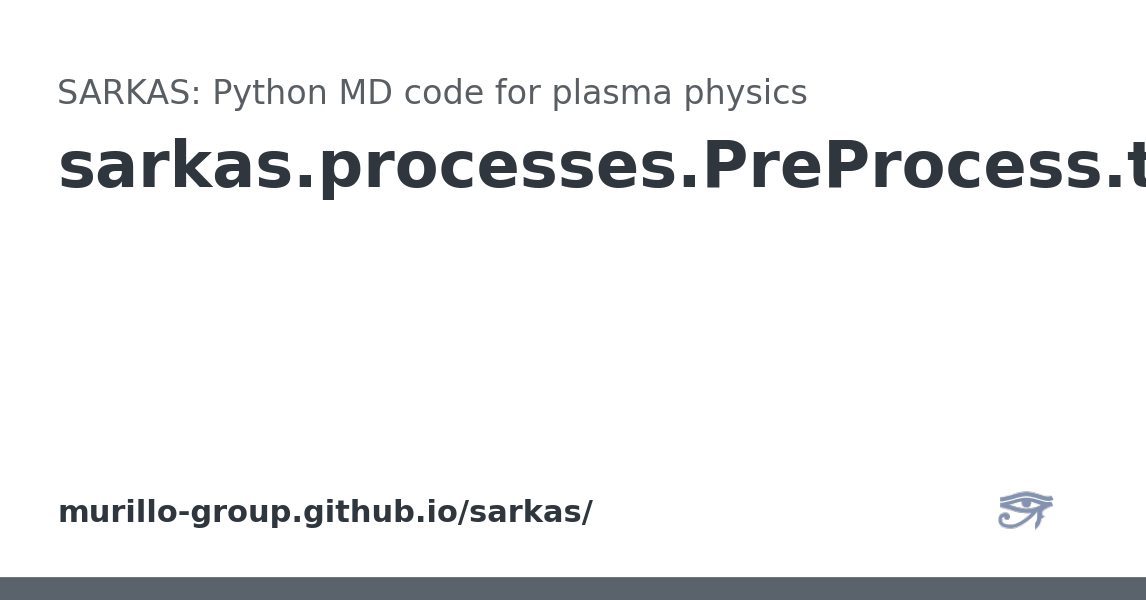 SARKAS: Python MD code for plasma physics
sarkas.processes.PreProcess.t
murillo-group.github.io/sarkas/